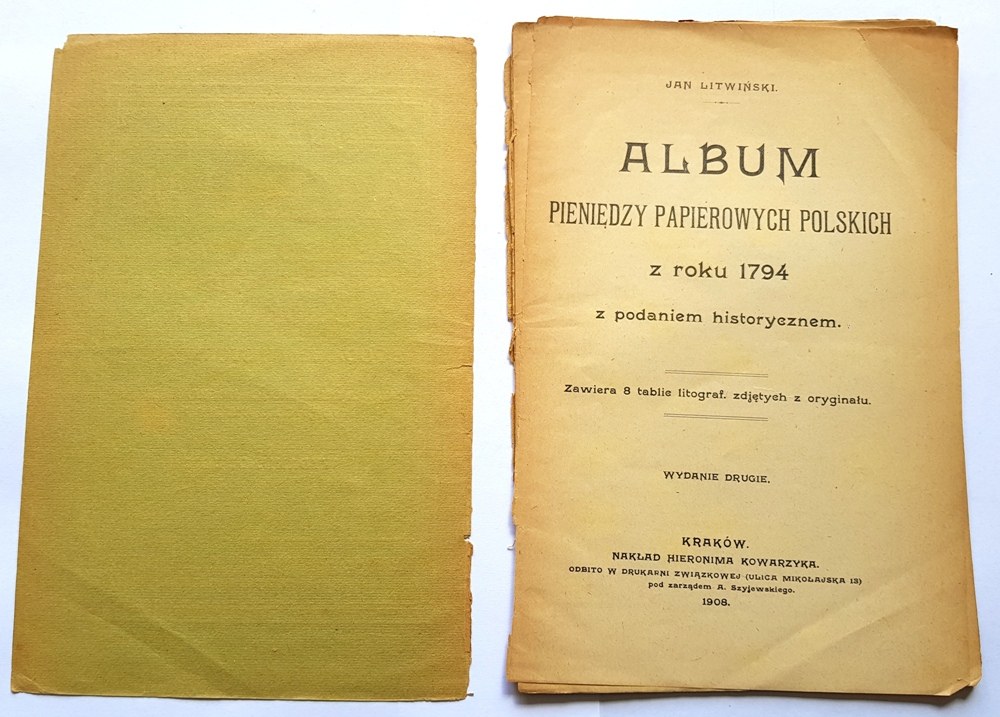 JAN LITWIŃSKI.
ALBUM
PIENIĘDZY PAPIEROWYCH POLSKICH
z roku 1794
z podaniem historycznem.
Zawiera 8 tablic litograf. zdjętych z oryginału.
WYDANIE DRUGIE.
KRAKÓW.
NAKŁAD HIERONIMA KOWARZYKA.
ODBITO W DRUKARNI ZWIĄZKOWEJ (ULICA MIKOŁAJSKA 13)
pod zarządem A. Szyjewskiego.
1908.